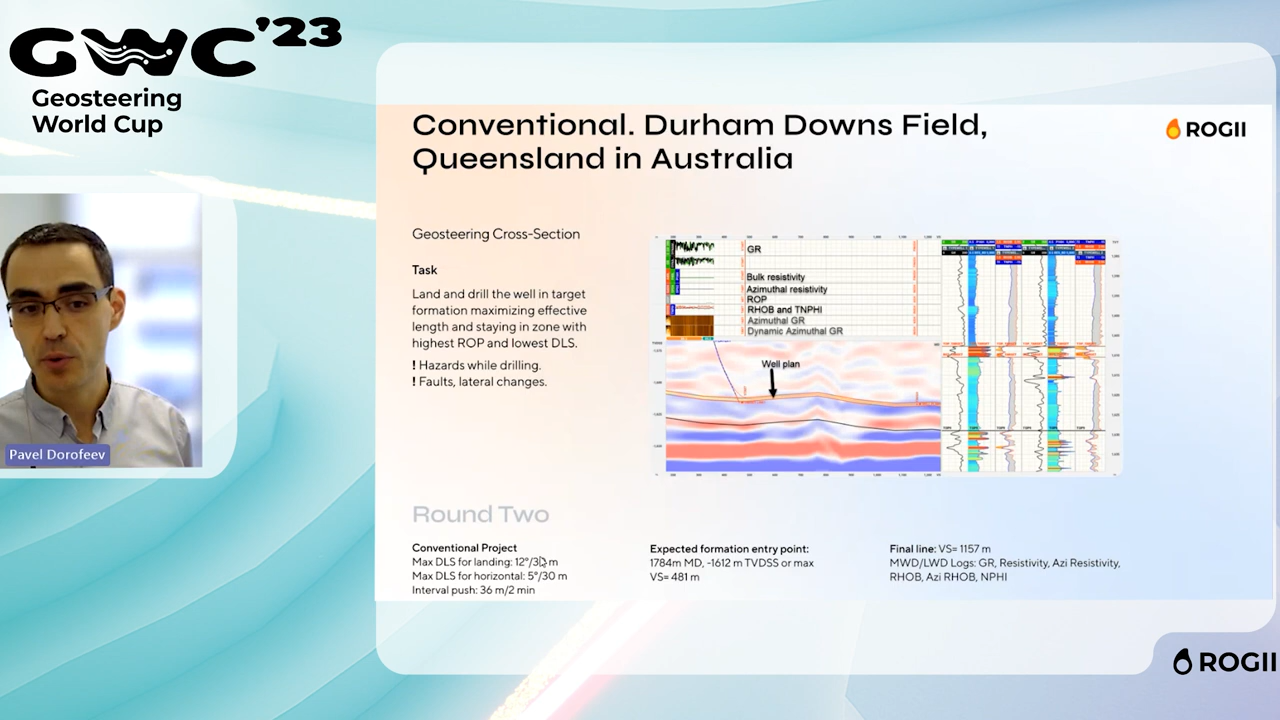 GWC'23
Geosteering
World Cup
Pavel Dorofeev
Conventional. Durham Downs Field,
Queensland in Australia
ROGII
Geosteering Cross-Section
Task
Land and drill the well in target
formation maximizing effective
length and staying in zone with
highest ROP and lowest DLS.
! Hazards while drilling.
! Faults, lateral changes.
GR
Bulk resistivity
Azimuthal resistivity
ROP
RHOB and TNPHI
Azimuthal GR
Dynamic Azimuthal GR
Well plan
Round Two
Conventional Project
Max DLS for landing: 12°/30 m
Max DLS for horizontal: 5°/30 m
Interval push: 36 m/2 min
Expected formation entry point:
1784m MD, -1612 m TVDSS or max
VS= 481 m
Final line: VS= 1157 m
MWD/LWD Logs: GR, Resistivity, Azi Resistivity,
RHOB, Azi RHOB, NPHI
ROGII